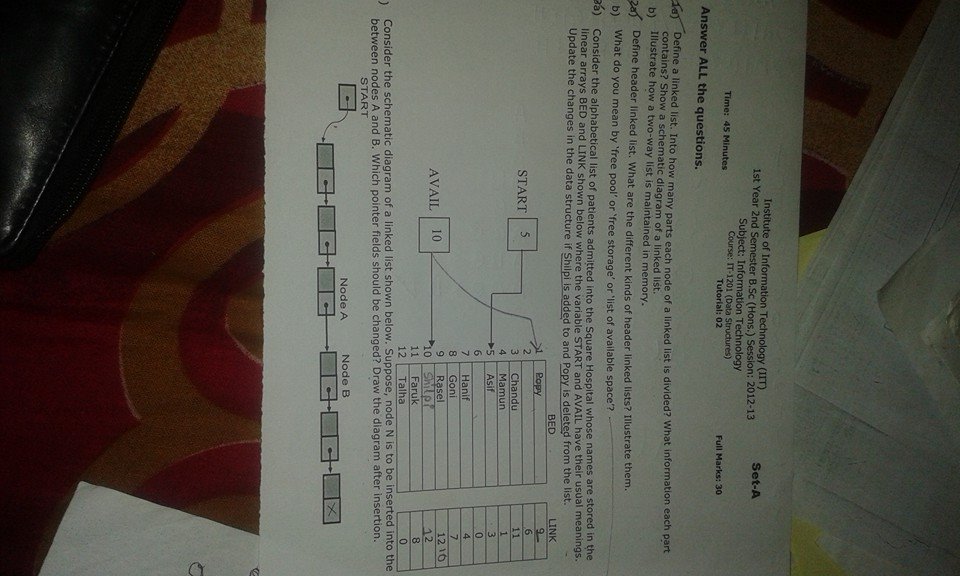 Institute of Information Technology (IIT)
1st Year 2nd Semester B.Sc (Hons.) Session: 2012-13
Set-A
Subject: Information Technology
Course: IT-1201 (Data Structures)
Time: 45 Minutes Tutorial: 02 Full Marks: 30
Answer ALL the questions.
1a) Define a linked list. Into how many parts each node of a linked list is divided? What information each part
contains? Show a schematic diagram of a linked list.
b) Illustrate how a two-way list is maintained in memory.
2a) Define header linked list. What are the different kinds of header linked lists? Illustrate them.
b) What do you mean by 'free pool' or 'free storage' or 'list of available space'?
3a) Consider the alphabetical list of patients admitted into the Square Hospital whose names are stored in the
linear arrays BED and LINK shown below where the variable START and AVAIL have their usual meanings.
Update the changes in the data structure if Shilpi is added to and Popy is deleted from the list.
BED LINK
1 Popy 9
2 6
3 Chandu 11
4 Mamun 1
START 5
5 Asif 3
6 0
7 Hanif 4
8 Goni 7
9 Rasel 12 10
AVAIL 10
10 Shilpi 12
11 Faruk 8
12 Talha 0
) Consider the schematic diagram of a linked list shown below. Suppose, node N is to be inserted into the
between nodes A and B. Which pointer fields should be changed? Draw the diagram after insertion.
START Node A Node B
X